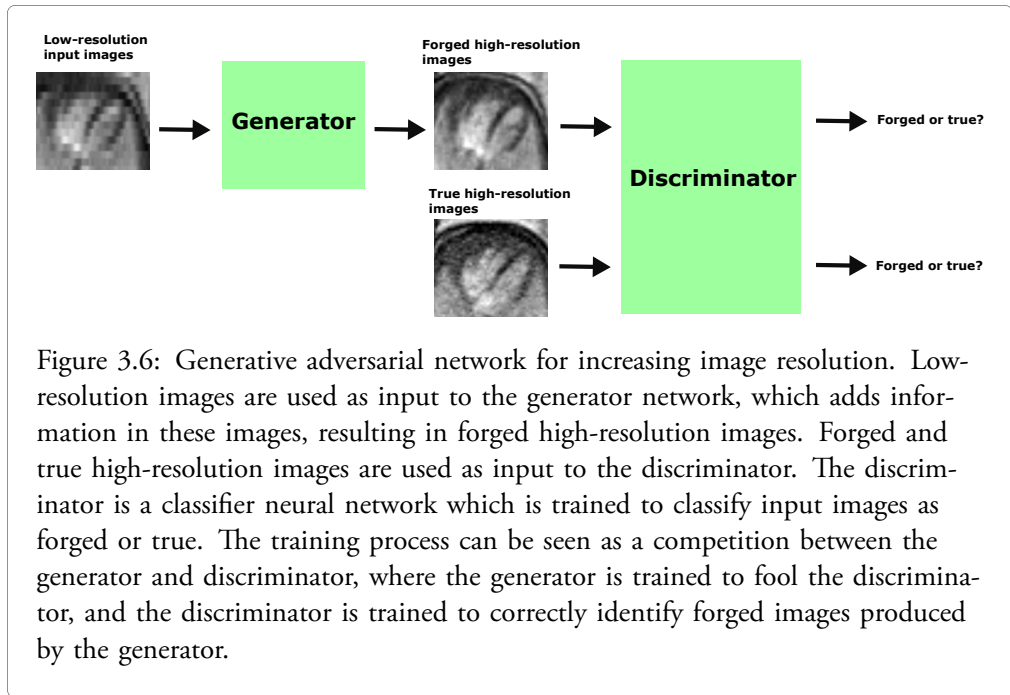 Low-resolution
input images
Generator
Forged high-resolution
images
True high-resolution
images
Discriminator
Forged or true?
Forged or true?
Figure 3.6: Generative adversarial network for increasing image resolution. Low-
resolution images are used as input to the generator network, which adds infor-
mation in these images, resulting in forged high-resolution images. Forged and
true high-resolution images are used as input to the discriminator. The discrim-
inator is a classifier neural network which is trained to classify input images as
forged or true. The training process can be seen as a competition between the
generator and discriminator, where the generator is trained to fool the discrimina-
tor, and the discriminator is trained to correctly identify forged images produced
by the generator.